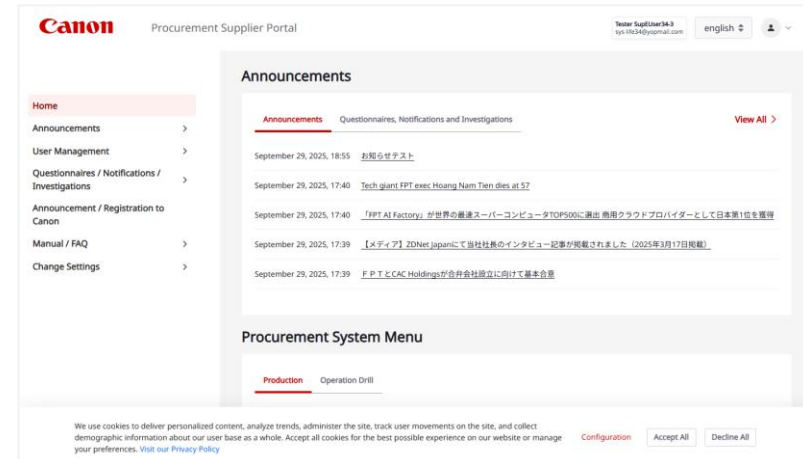 Canon
Procurement Supplier Portal
Tester SupEUser34-3
sys-life34@yopmail.com
english
Home
Announcements
User Management
Questionnaires / Notifications /
Investigations
Announcement / Registration to
Canon
Manual / FAQ
Change Settings
Announcements
Announcements
Questionnaires, Notifications and Investigations
View All
September 29, 2025, 18:55 お知らせテスト
September 29, 2025, 17:40 Tech giant FPT exec Hoang Nam Tien dies at 57
September 29, 2025, 17:40 「FPT AI Factory」が世界の最速スーパーコンピュータTOP500に選出 商用クラウドプロバイダーとして日本第1位を獲得
September 29, 2025, 17:39 【メディア】ZDNet Japanにて当社社長のインタビュー記事が掲載されました（2025年3月17日掲載）
September 29, 2025, 17:39 ＦＰＴとCAC Holdingsが合弁会社設立に向けて基本合意
Procurement System Menu
Production
Operation Drill
We use cookies to deliver personalized content, analyze trends, administer the site, track user movements on the site, and collect
demographic information about our user base as a whole. Accept all cookies for the best possible experience on our website or manage
your preferences. Visit our Privacy Policy
Configuration
Accept All
Decline All